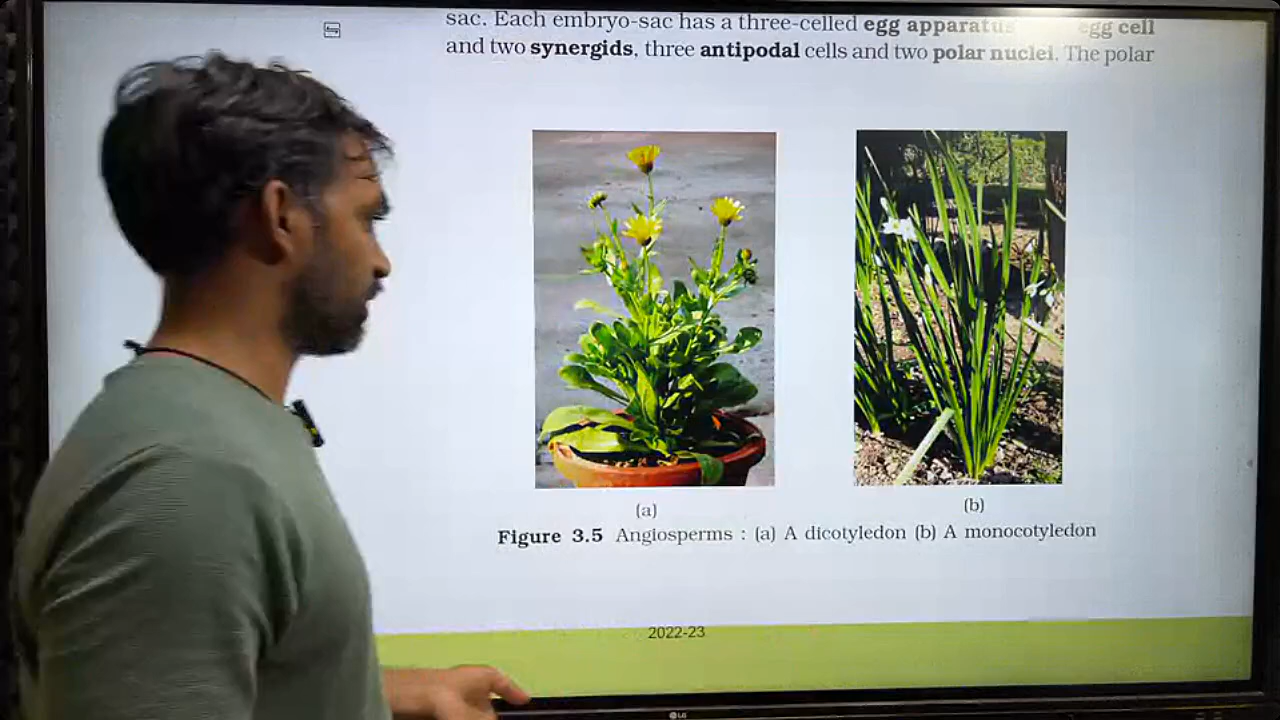 sac. Each embryo-sac has a three-celled egg apparatus egg cell
and two synergids, three antipodal cells and two polar nuclei. The polar
(a)
(b)
Figure 3.5 Angiosperms : (a) A dicotyledon (b) A monocotyledon
2022-23
LG